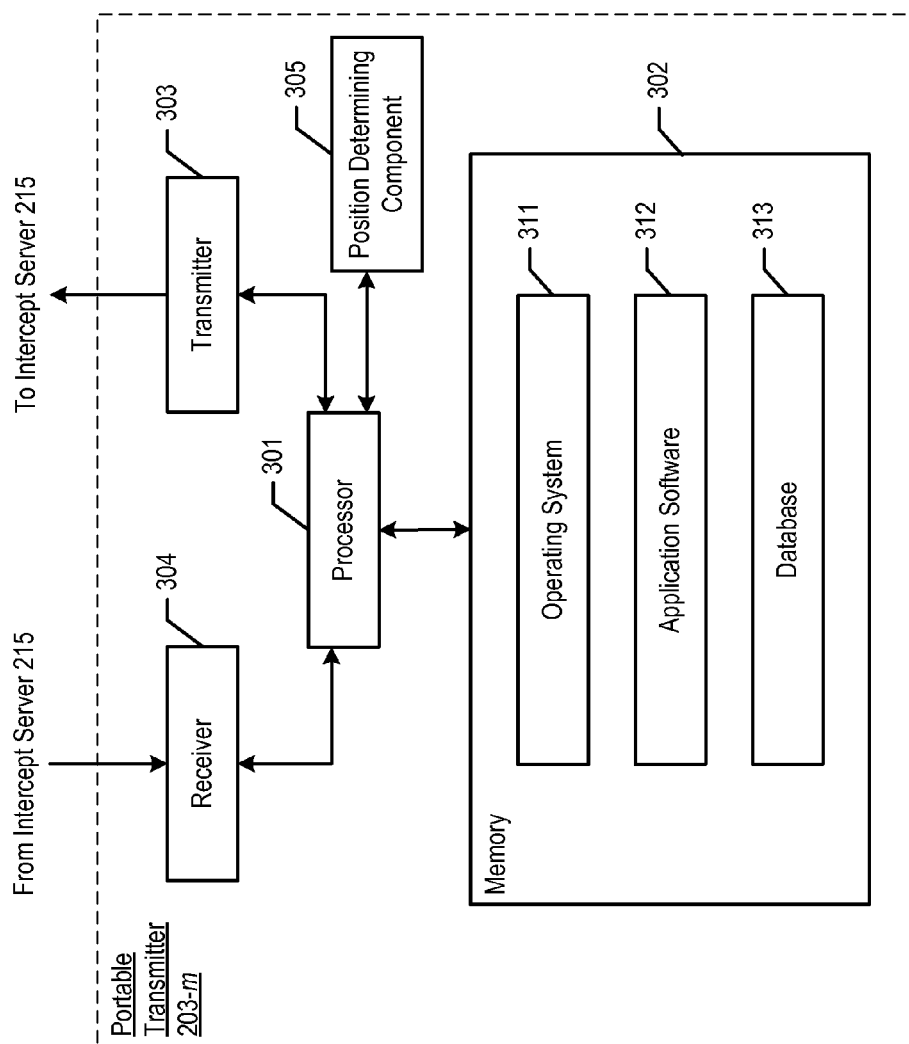 From Intercept Server 215
To Intercept Server 215
Portable
Transmitter
203-m
304
Receiver
303
Transmitter
301
Processor
305
Position Determining
Component
302
Memory
311
Operating System
312
Application Software
313
Database